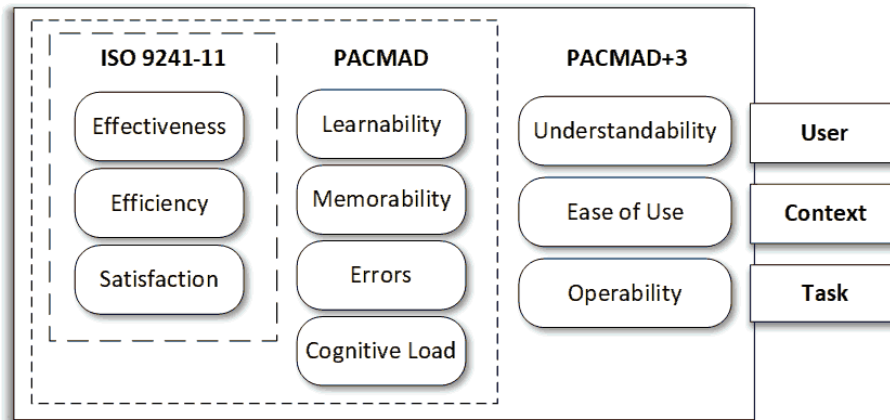 ISO 9241-11
Effectiveness
Efficiency
Satisfaction
PACMAD
Learnability
Memorability
Errors
Cognitive Load
PACMAD+3
Understandability
Ease of Use
Operability
User
Context
Task